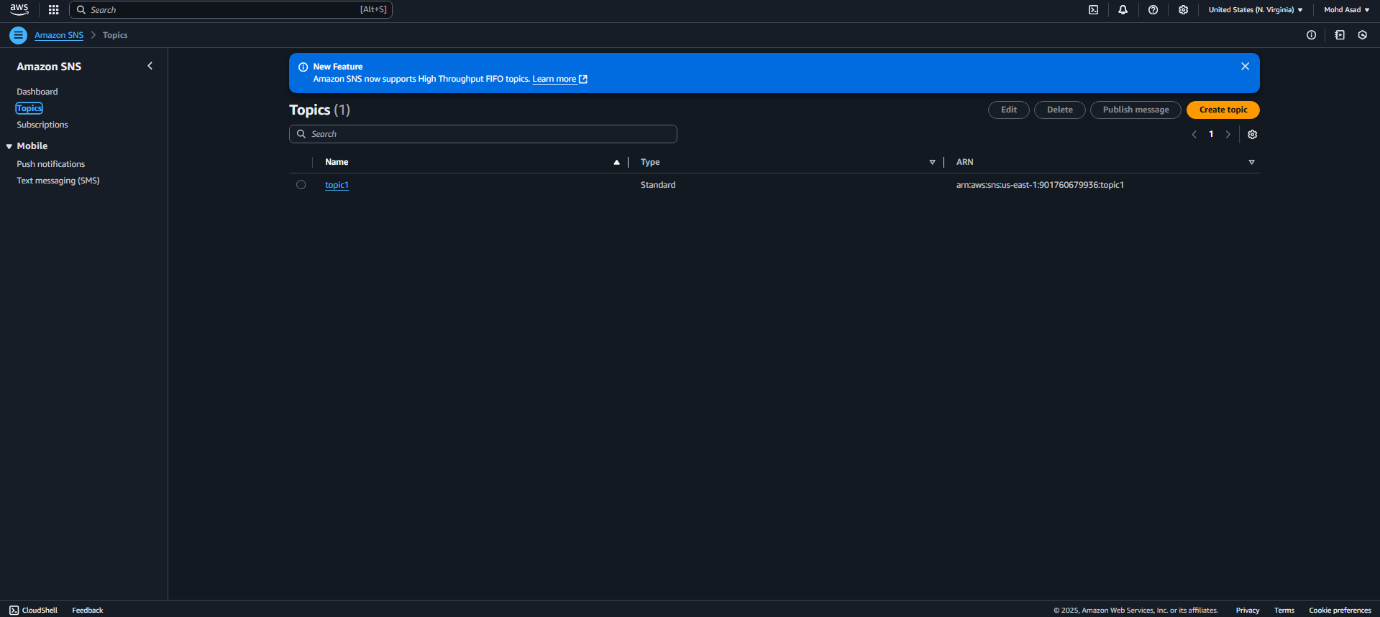 aws
Search
[Alt+S]
United States (N. Virginia)
Mohd Asad
Amazon SNS
Topics
Amazon SNS
Dashboard
Topics
Subscriptions
Mobile
Push notifications
Text messaging (SMS)
New Feature
Amazon SNS now supports High Throughput FIFO topics. Learn more
Topics (1)
Edit
Delete
Publish message
Create topic
Search
1
Name
Type
ARN
topic1
Standard
arn:aws:sns:us-east-1:901760679936:topic1
CloudShell
Feedback
© 2025, Amazon Web Services, Inc. or its affiliates.
Privacy
Terms
Cookie preferences